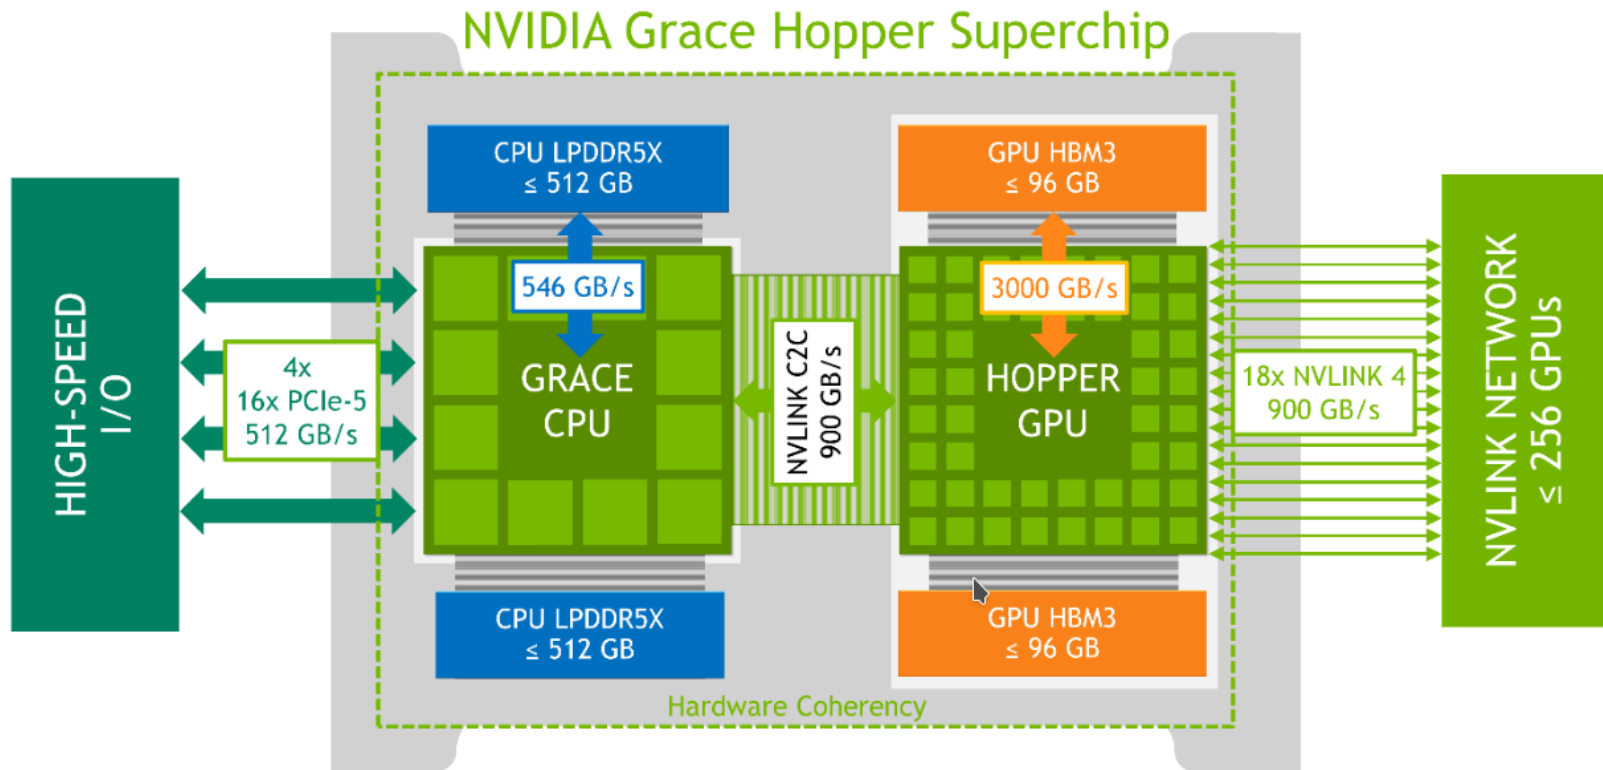 NVIDIA Grace Hopper Superchip
CPU LPDDR5X
≤ 512 GB
GPU HBM3
≤ 96 GB
HIGH-SPEED
I/O
4x
16x PCIe-5
512 GB/s
546 GB/s
GRACE
CPU
NVLINK C2C
900 GB/s
3000 GB/s
HOPPER
GPU
18x NVLINK 4
900 GB/s
NVLINK NETWORK
≤ 256 GPUs
CPU LPDDR5X
≤ 512 GB
GPU HBM3
≤ 96 GB
Hardware Coherency